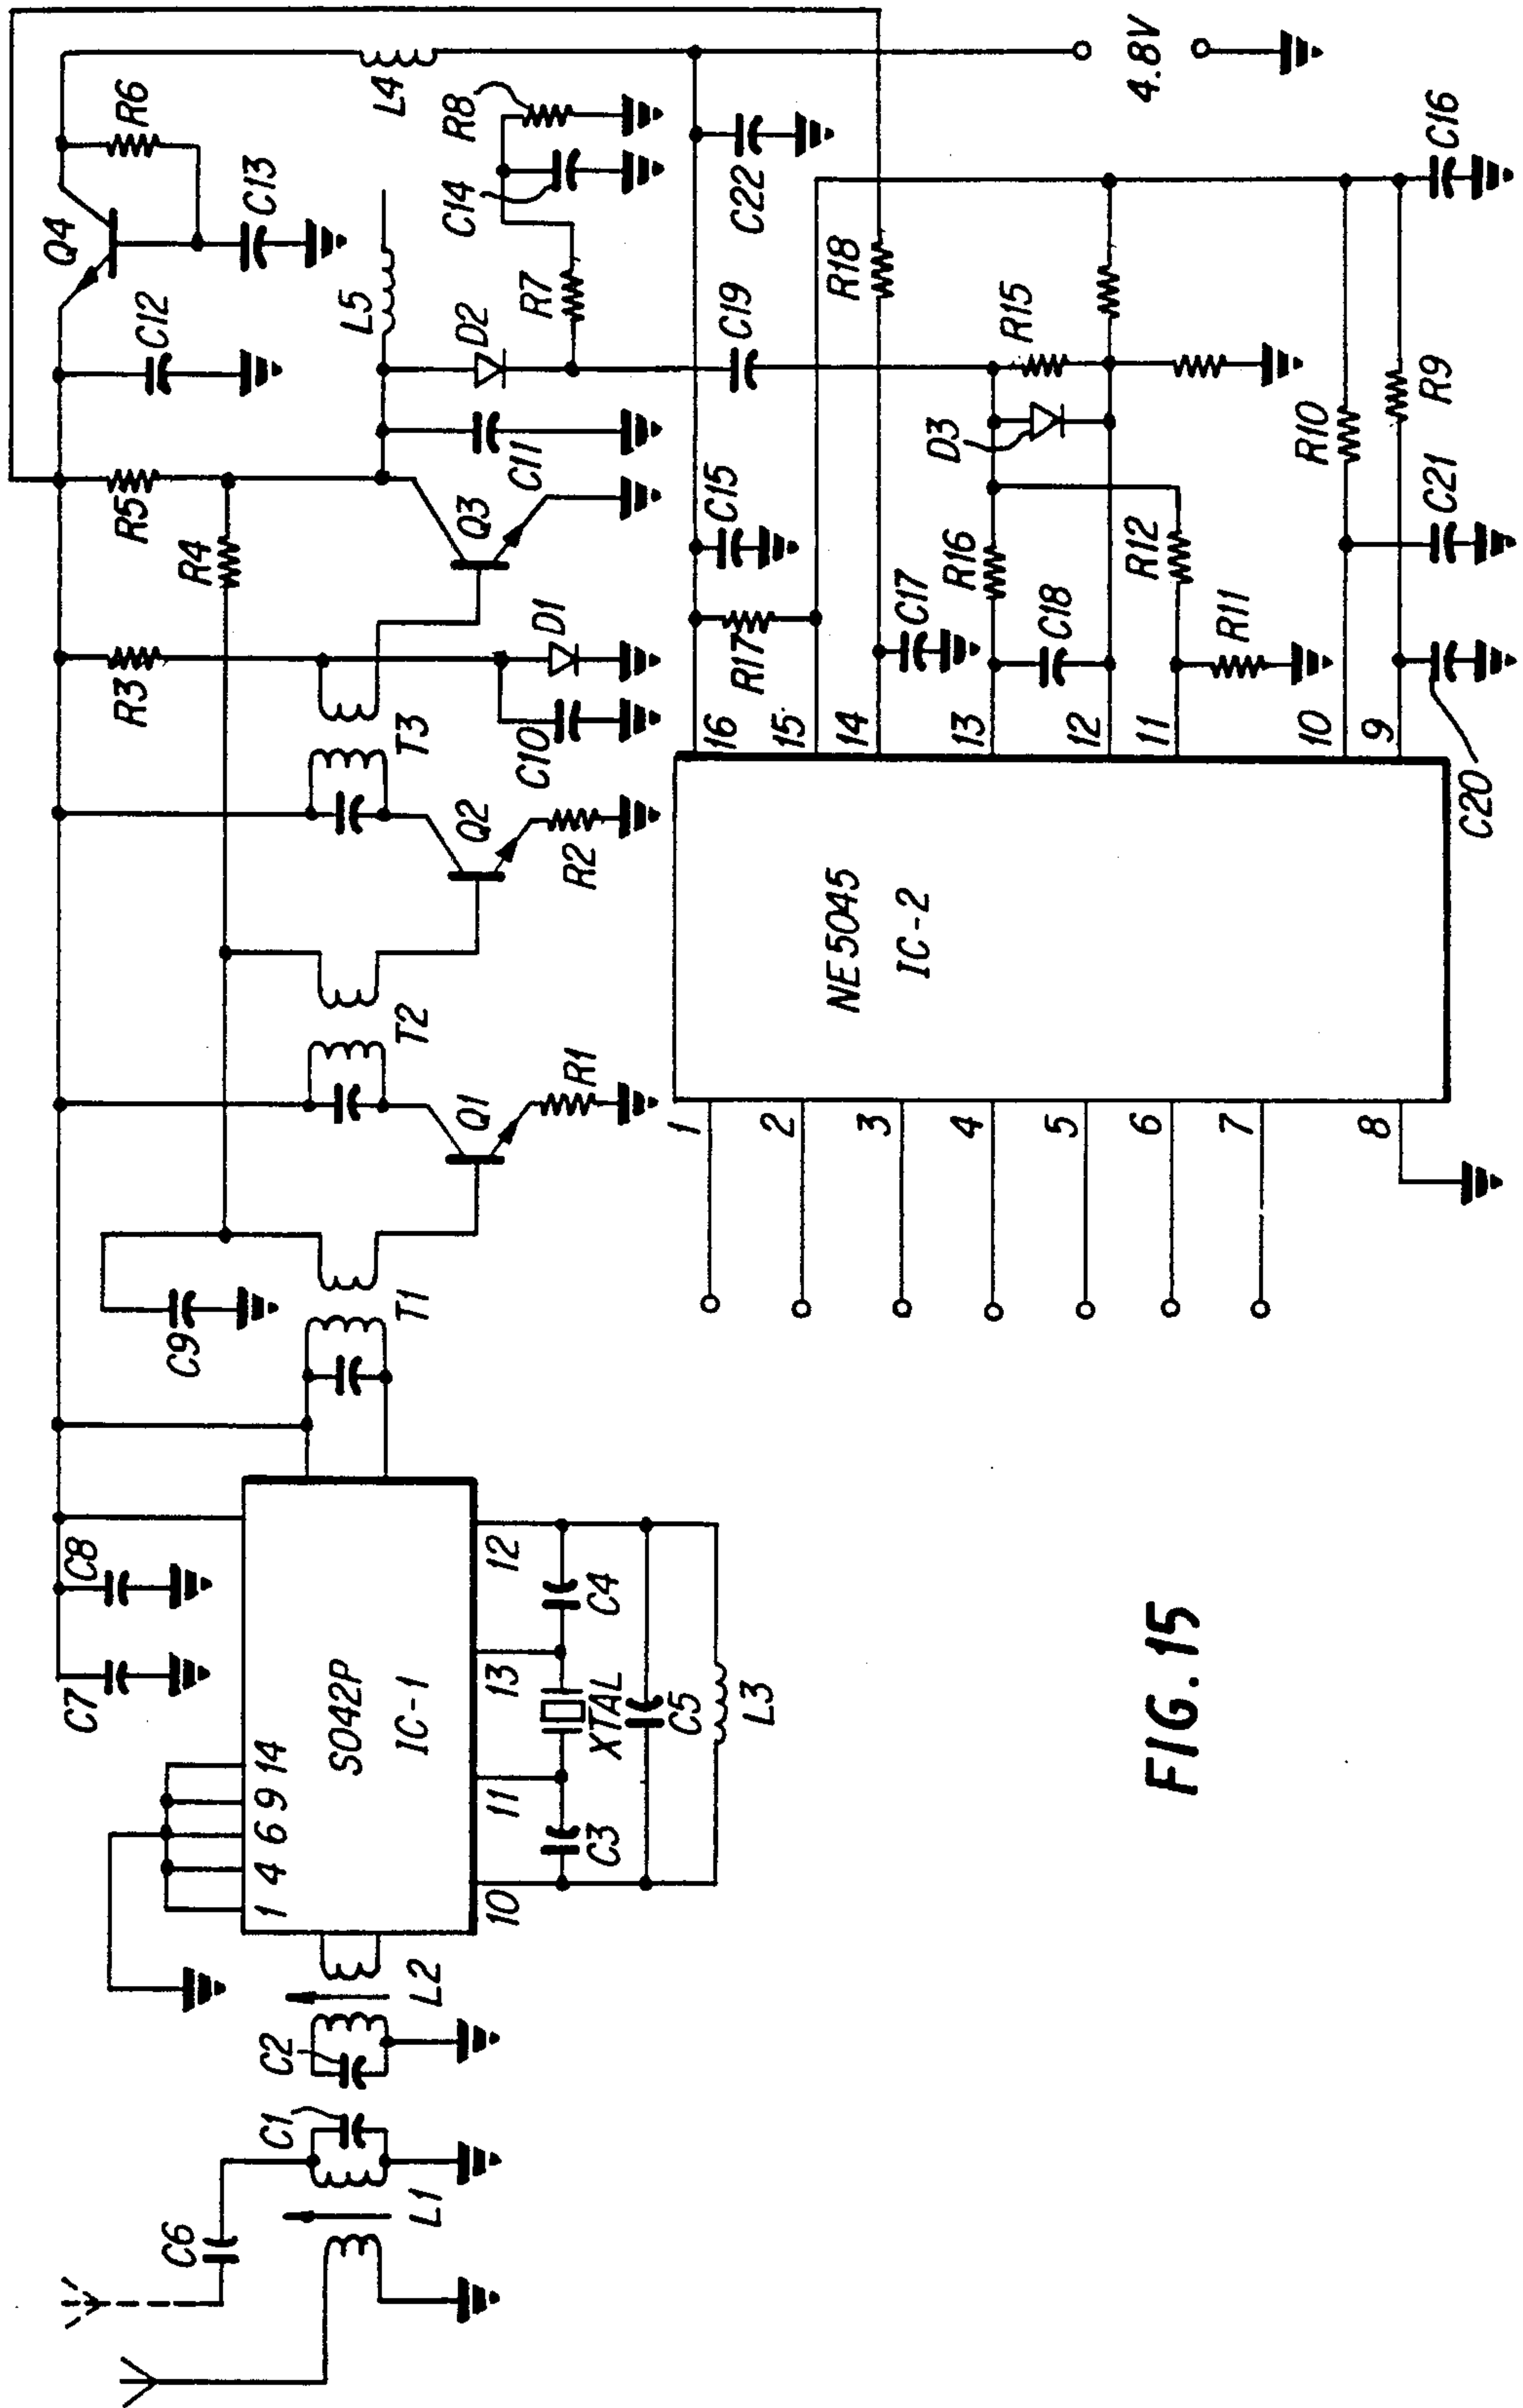 C6
L1
C1
C2
L2
1 4 6 9 14
SO42P
IC-1
10
11
13
12
C3
XTAL
C4
C5
L3
C7
C8
C9
T1
Q1
R1
T2
Q2
R2
T3
R3
C10
D1
R4
R5
Q3
C11
L5
D2
R7
C12
Q4
C13
R6
C14
R8
L4
4.8V
C22
C15
C19
R17
R18
C17
NE5045
IC-2
1
2
3
4
5
6
7
8
16
15
14
13
12
11
10
9
R16
C18
D3
R15
R12
R11
R10
R9
C20
C21
C16
FIG. 15